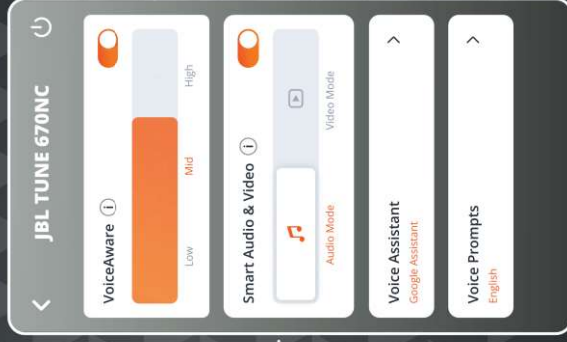 JBL TUNE 670NC
VoiceAware
Low Mid High
Smart Audio & Video
Audio Mode Video Mode
Voice Assistant
Google Assistant
Voice Prompts
English